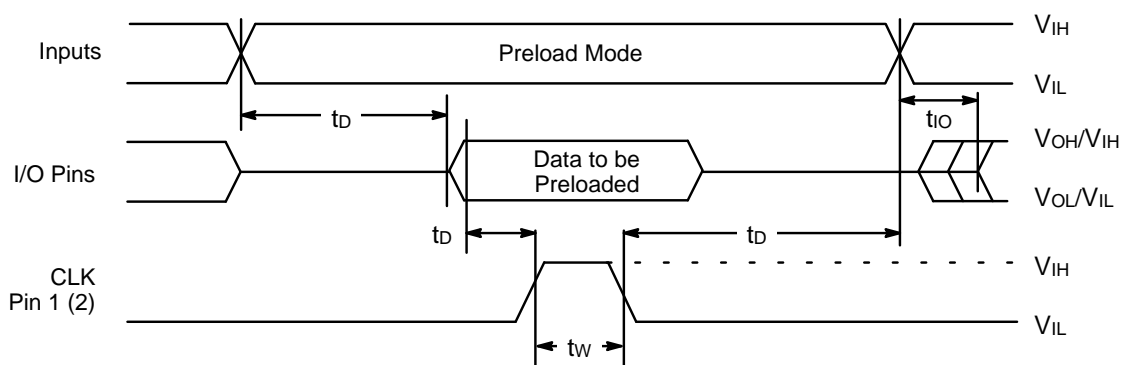 Inputs
Preload Mode
VIH
VIL
tD
tIO
I/O Pins
Data to be
Preloaded
VOH/VIH
VOL/VIL
tD
tD
CLK
Pin 1 (2)
VIH
VIL
tW